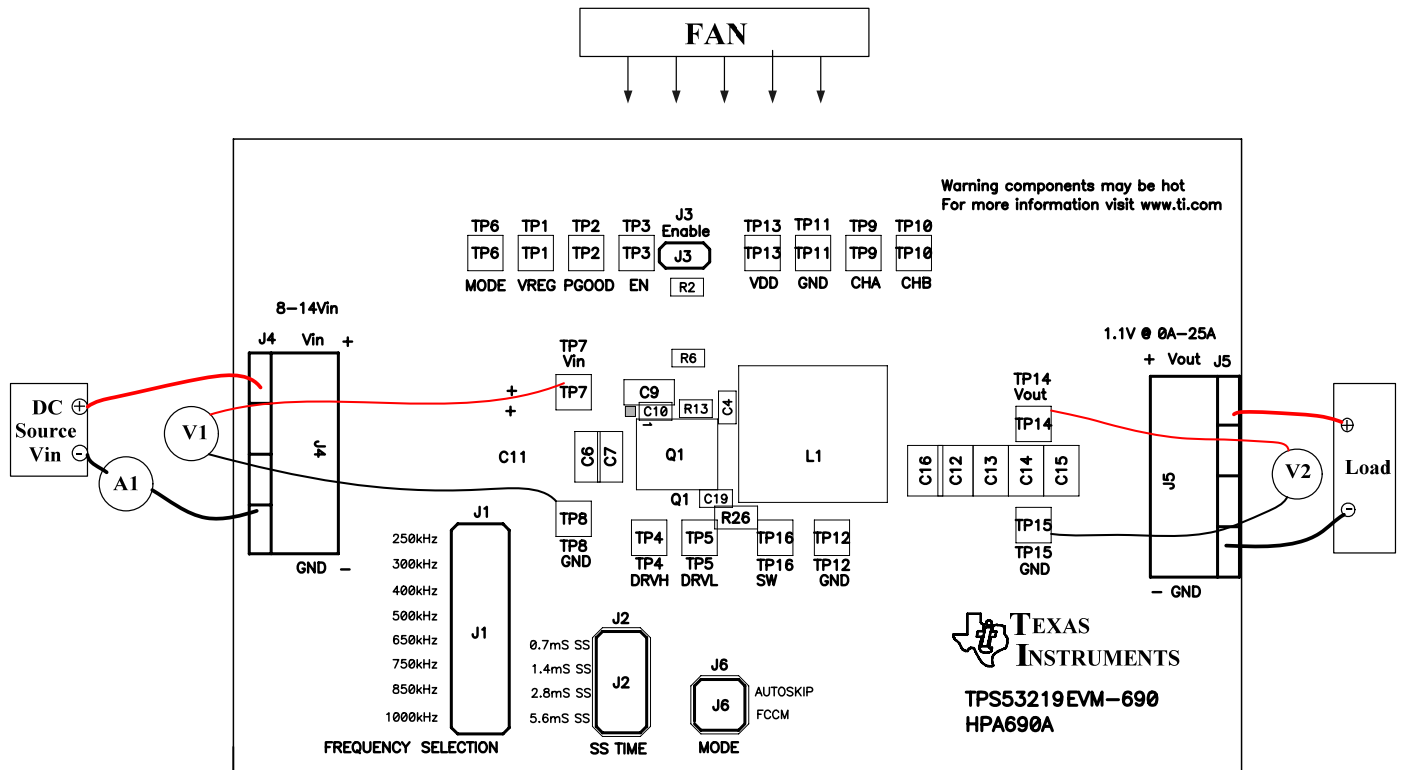 FAN
Warning components may be hot
For more information visit www.ti.com
TP6 TP1 TP2 TP3 J3 Enable TP13 TP11 TP9 TP10
TP6 TP1 TP2 TP3 J3 TP13 TP11 TP9 TP10
MODE VREG PGOOD EN R2 VDD GND CHA CHB
8-14Vin
J4 Vin +
DC
Source
Vin
+
-
V1
A1
J4
GND -
TP7
Vin
TP7
+
+
C11
C6 C7
TP8
TP8
GND
R6
C9
C10 R13 C4
1
Q1
L1
Q1
C19
R26
TP4 TP5 TP16 TP12
TP4 TP5 TP16 TP12
DRVH DRVL SW GND
TP14
Vout
TP14
C16 C12 C13 C14 C15
TP15
TP15
GND
1.1V @ 0A-25A
+ Vout J5
J5
- GND
V2
+
Load
-
J1
250kHz
300kHz
400kHz
500kHz
650kHz
750kHz
850kHz
1000kHz
J1
FREQUENCY SELECTION
J2
0.7mS SS
1.4mS SS
2.8mS SS
5.6mS SS
J2
SS TIME
J6
J6
AUTOSKIP
FCCM
MODE
TEXAS
INSTRUMENTS
TPS53219EVM-690
HPA690A